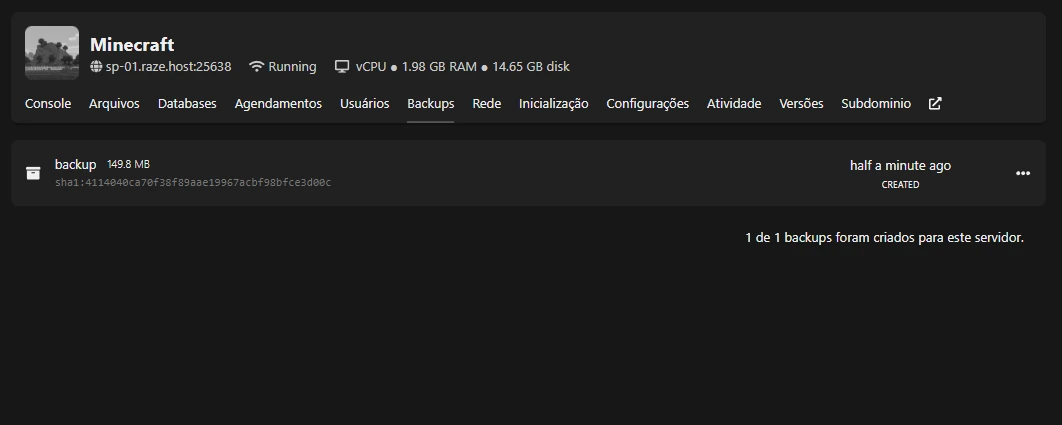 Minecraft
sp-01.raze.host:25638 Running vCPU ● 1.98 GB RAM ● 14.65 GB disk
Console Arquivos Databases Agendamentos Usuários Backups Rede Inicialização Configurações Atividade Versões Subdominio
backup 149.8 MB
half a minute ago
sha1:4114040ca70f38f89aae19967acbf98bfce3d00c
CREATED
1 de 1 backups foram criados para este servidor.